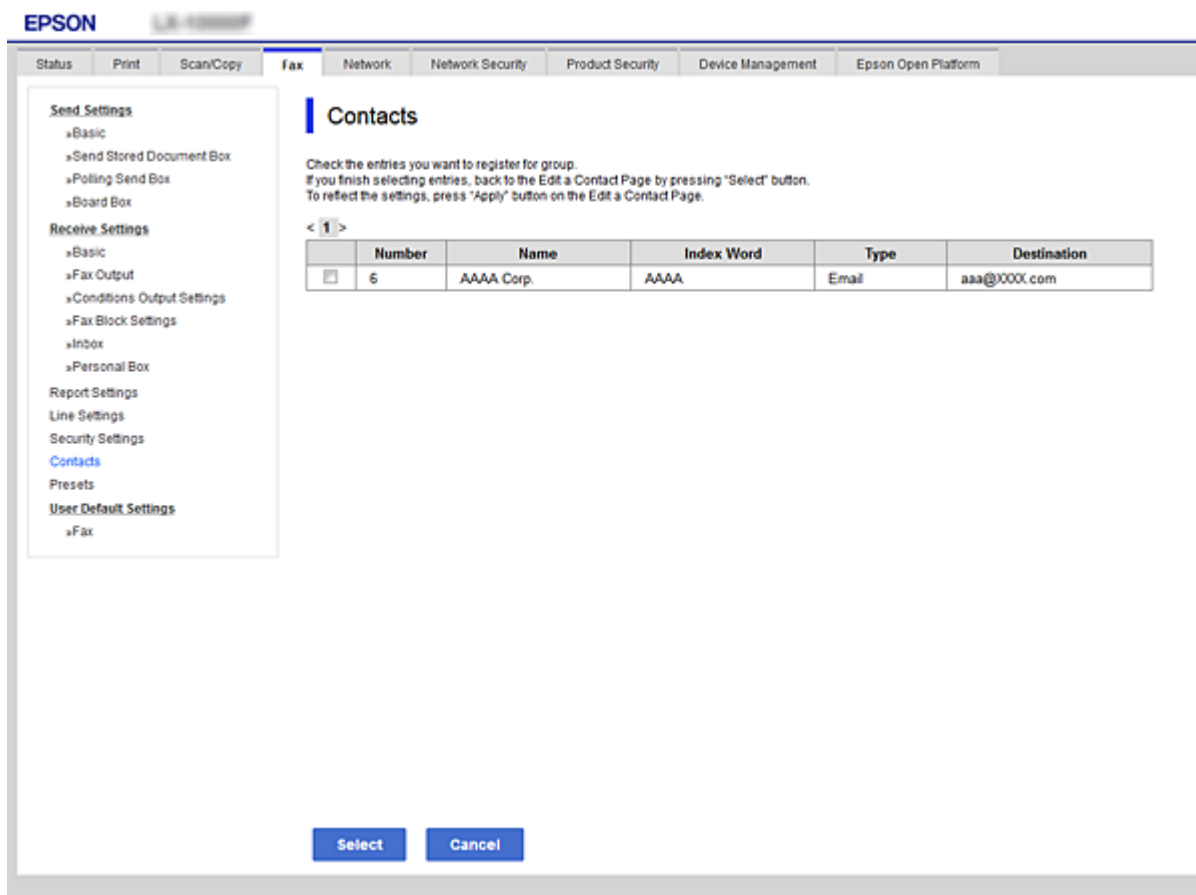 EPSON
Status Print Scan/Copy Fax Network Network Security Product Security Device Management Epson Open Platform
Send Settings
»Basic
»Send Stored Document Box
»Polling Send Box
»Board Box
Receive Settings
»Basic
»Fax Output
»Conditions Output Settings
»Fax Block Settings
»Inbox
»Personal Box
Report Settings
Line Settings
Security Settings
Contacts
Presets
User Default Settings
»Fax
Contacts
Check the entries you want to register for group.
If you finish selecting entries, back to the Edit a Contact Page by pressing "Select" button.
To reflect the settings, press "Apply" button on the Edit a Contact Page.
< 1 >
Number Name Index Word Type Destination
6 AAAA Corp. AAAA Email aaa@XXXX.com
Select Cancel